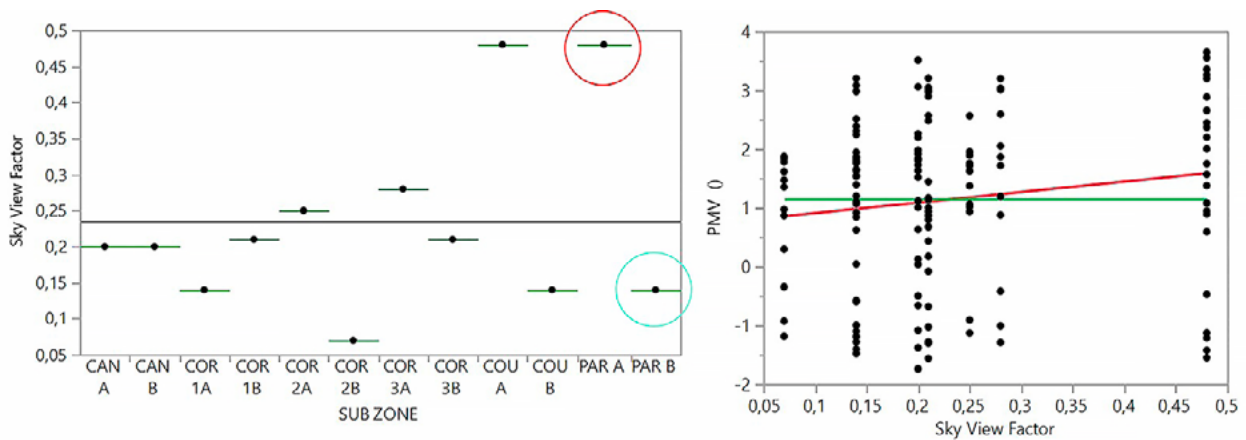 0,5
0,45
0,4
0,35
0,3
0,25
0,2
0,15
0,1
0,05
Sky View Factor
CAN CAN COR COR COR COR COR COR COU COU PAR A PAR B
A B 1A 1B 2A 2B 3A 3B A B
SUB ZONE
4
3
2
1
0
-1
-2
PMV ()
0,05 0,1 0,15 0,2 0,25 0,3 0,35 0,4 0,45 0,5
Sky View Factor